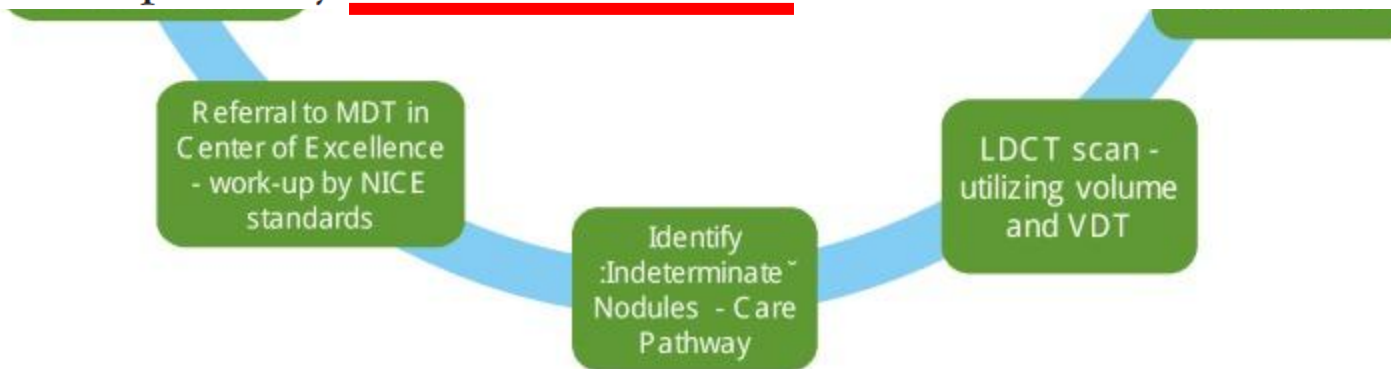 Referral to MDT in
Center of Excellence
- work-up by NICE
standards
Identify
:Indeterminate˘
Nodules - Care
Pathway
LDCT scan -
utilizing volume
and VDT